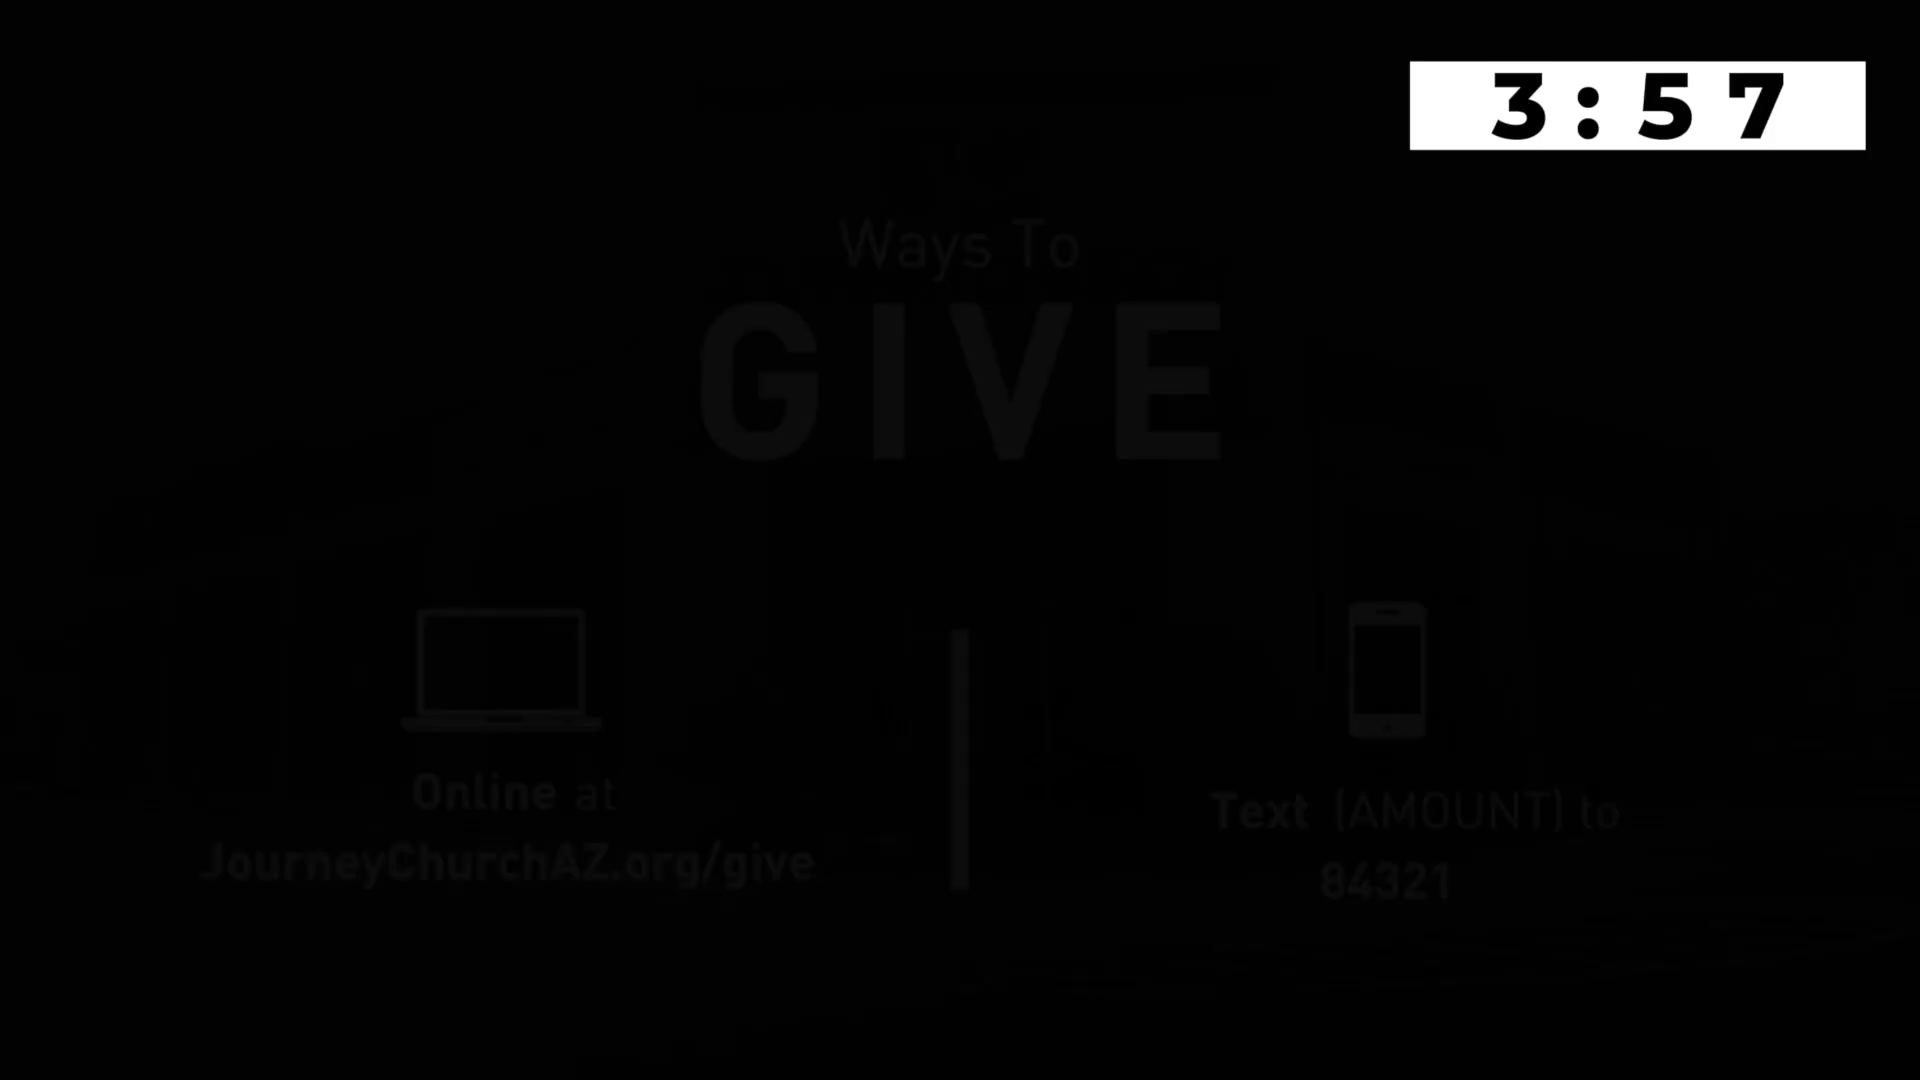 3:57
Ways To
GIVE
Online at
JourneyChurchAZ.org/give
Text (AMOUNT) to
84321